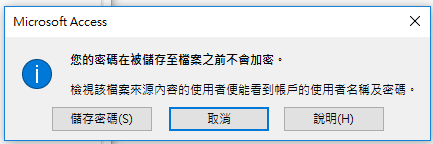 Microsoft Access
您的密碼在被儲存至檔案之前不會加密。
檢視該檔案來源內容的使用者便能看到帳戶的使用者名稱及密碼。
儲存密碼(S)
取消
說明(H)